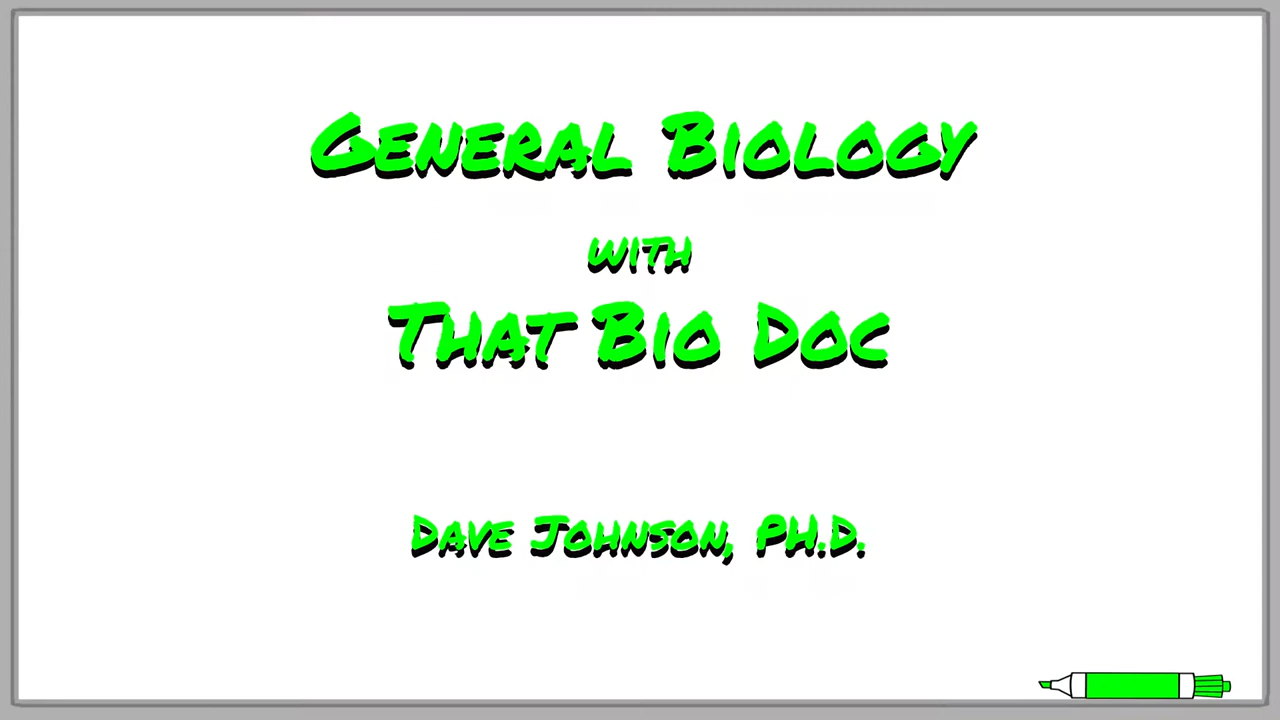 General Biology
with
That Bio Doc
Dave Johnson, PH.D.